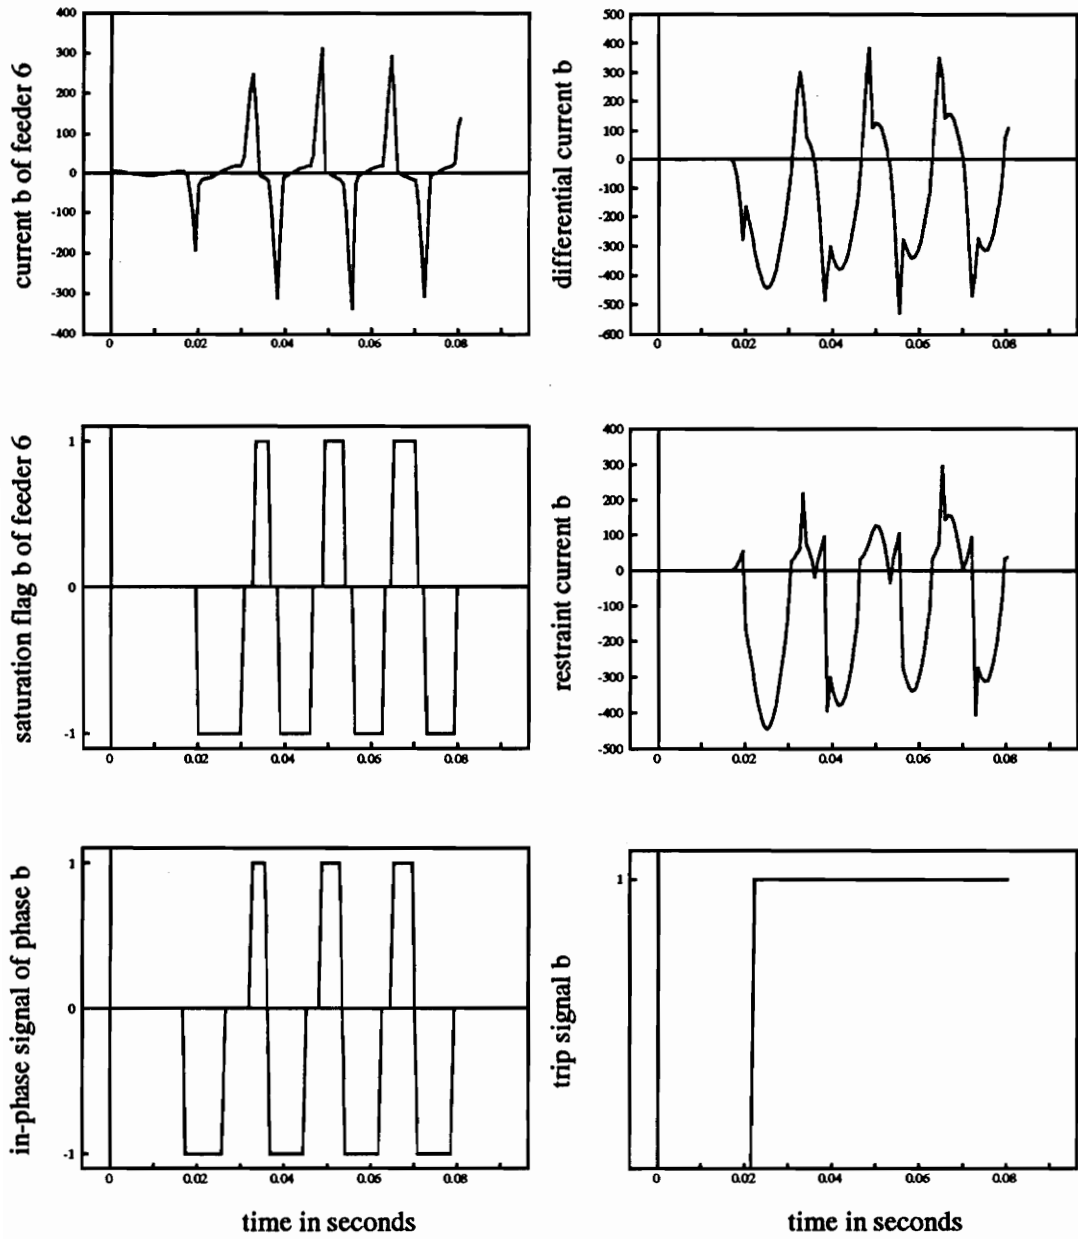 current b of feeder 6
400
300
200
100
0
-100
-200
-300
-400
0 0.02 0.04 0.06 0.08
differential current b
500
400
300
200
100
0
-100
-200
-300
-400
-500
-600
0 0.02 0.04 0.06 0.08
saturation flag b of feeder 6
1
0
-1
0 0.02 0.04 0.06 0.08
restraint current b
400
300
200
100
0
-100
-200
-300
-400
-500
0 0.02 0.04 0.06 0.08
in-phase signal of phase b
1
0
-1
0 0.02 0.04 0.06 0.08
time in seconds
trip signal b
1
0 0.02 0.04 0.06 0.08
time in seconds